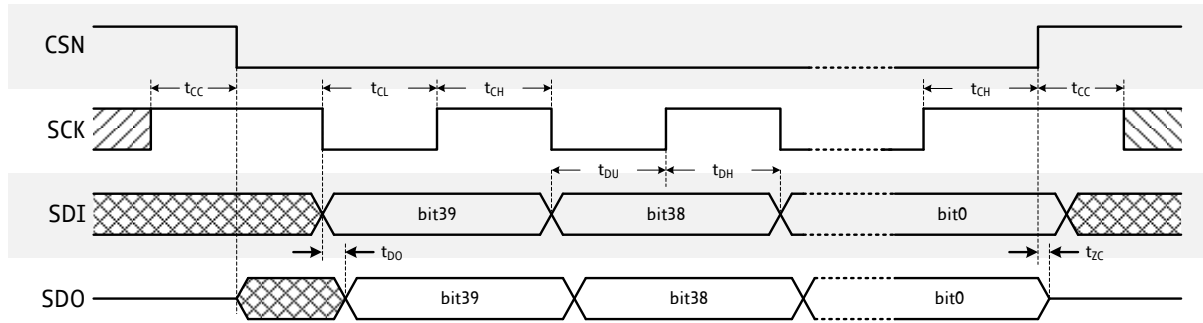 CSN
tCC tCL tCH tCH tCC
SCK
tDU tDH
SDI bit39 bit38 bit0
tDO tZC
SDO bit39 bit38 bit0